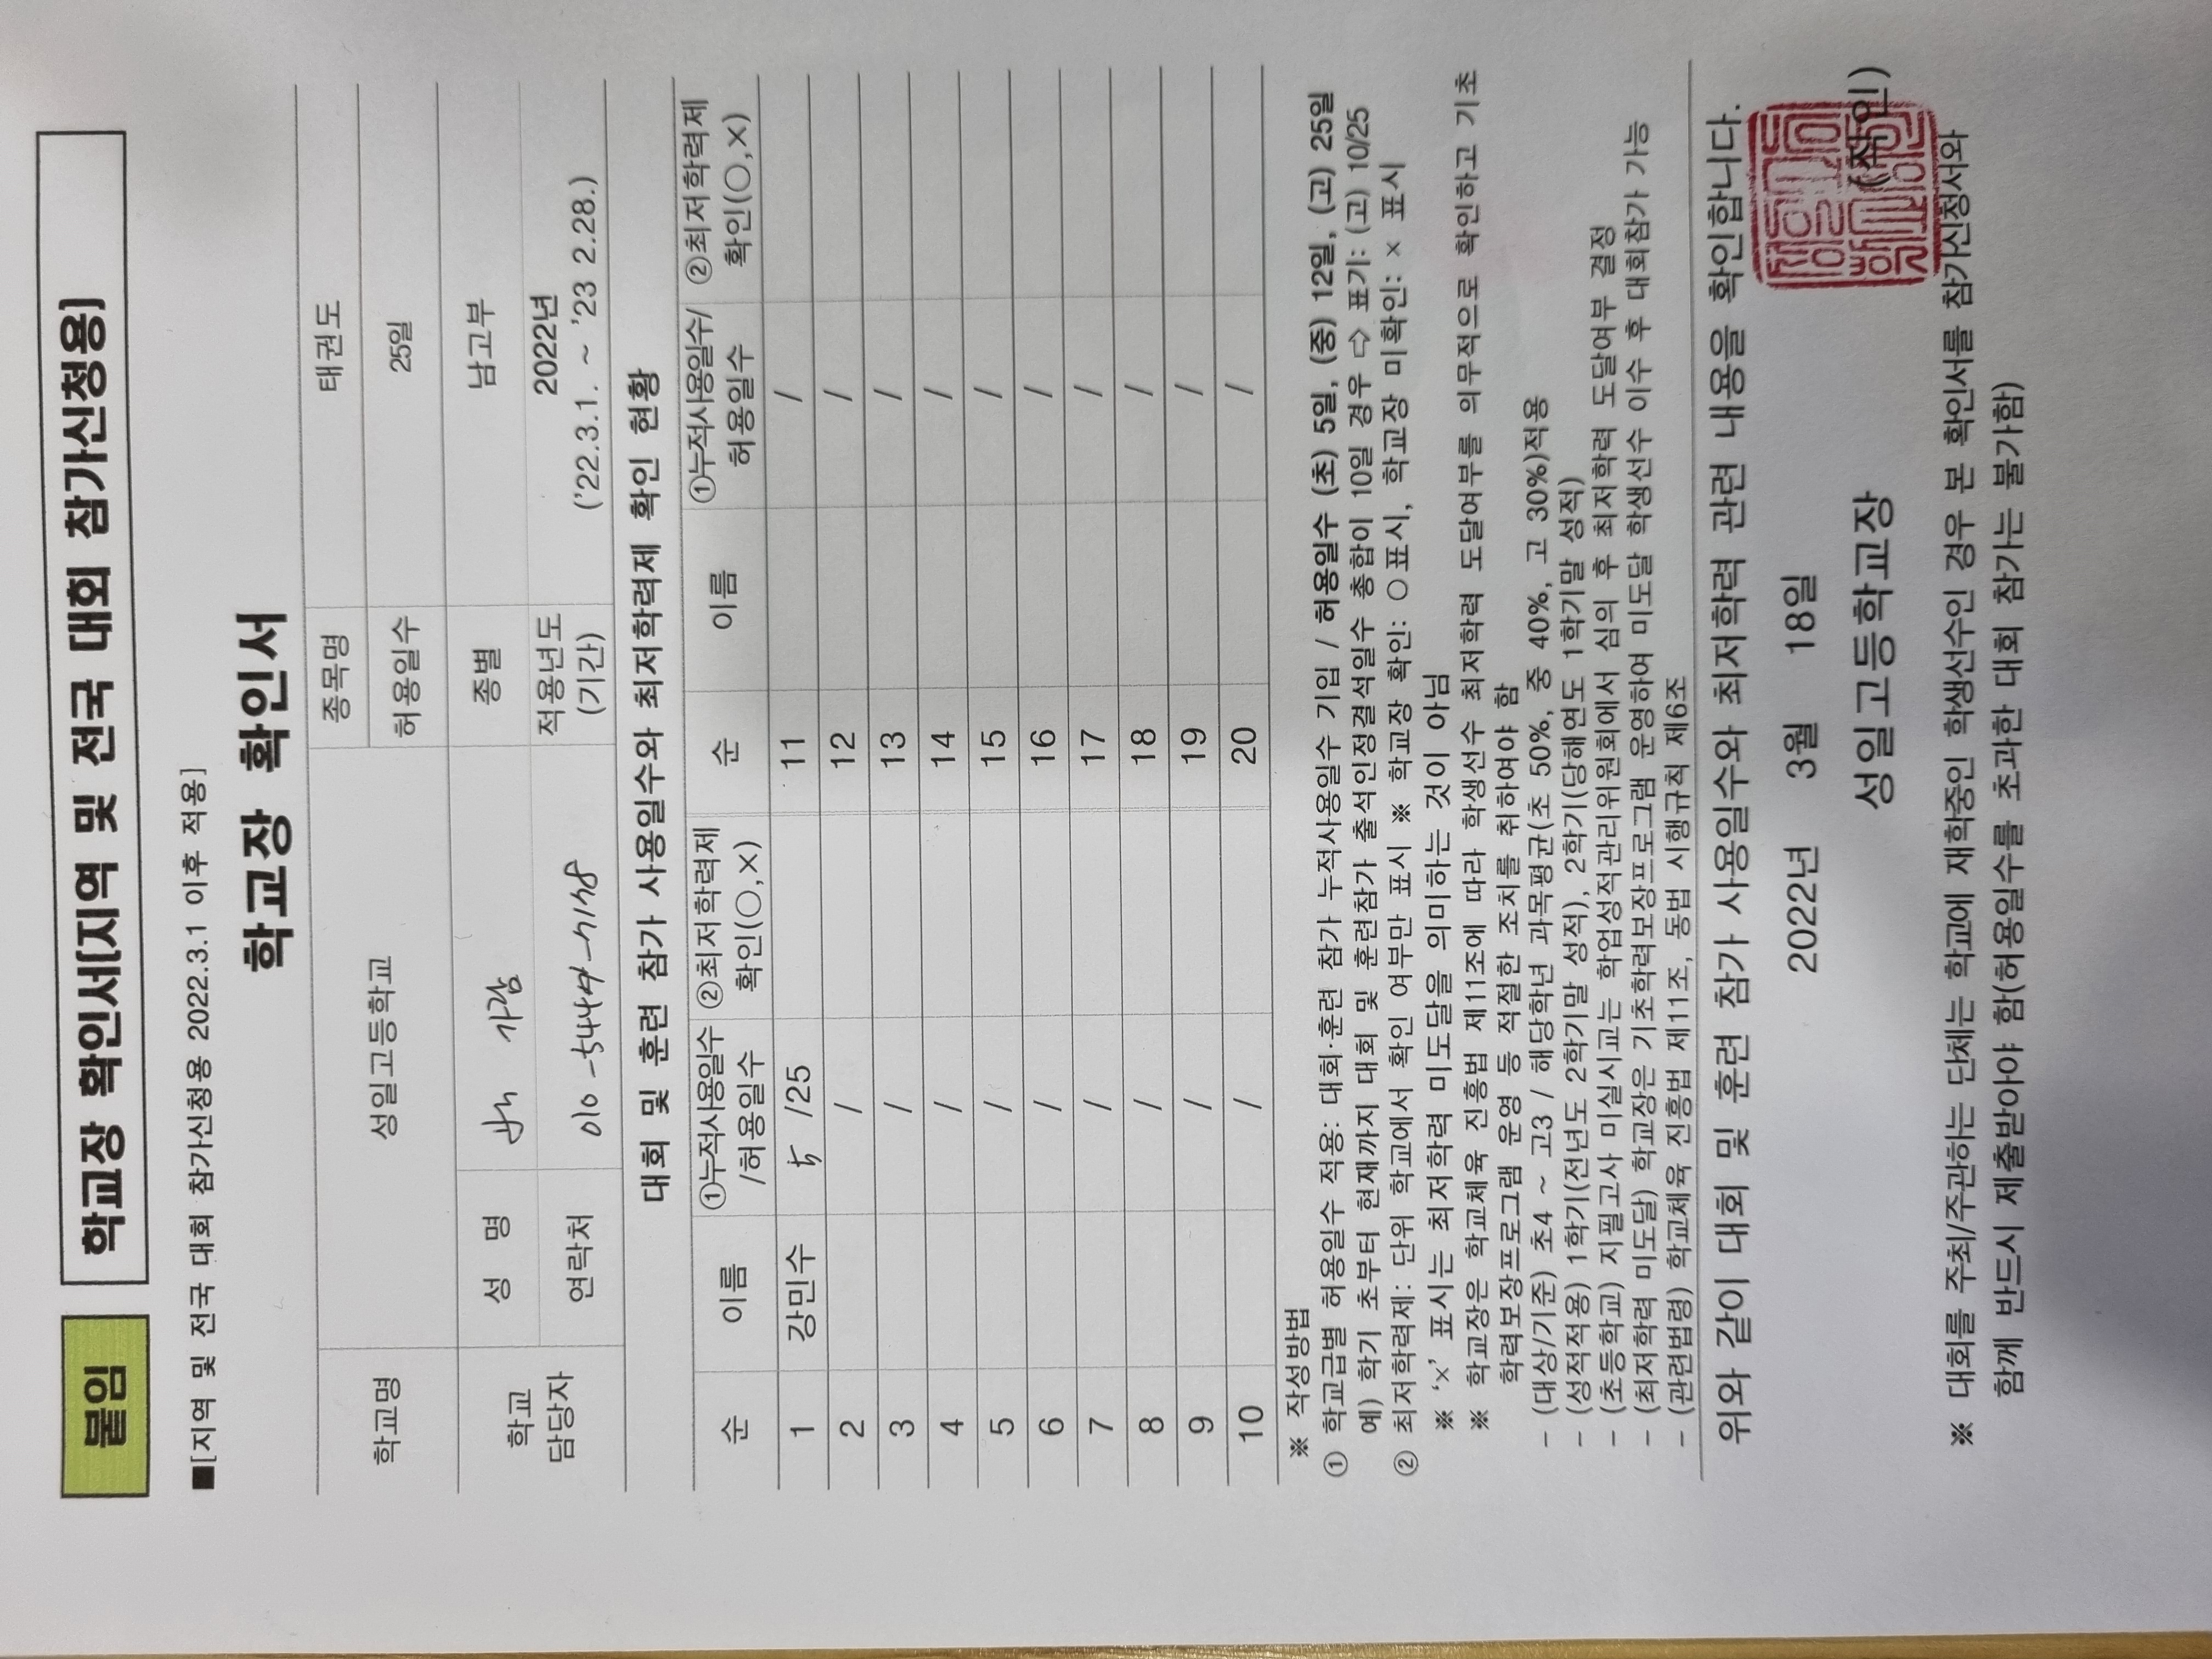 붙임 학교장 확인서[지역 및 전국 대회 참가신청용]
■[지역 및 전국 대회 참가신청용 2022.3.1 이후 적용]
학교장 확인서
학교명 성일고등학교 종목명 태권도
허용일수 25일
학교 담당자 성 명 가람 종별 남고부
연락처 010-5444-7158 적용년도 (기간) 2022년 ('22.3.1. ~ '23 2.28.)
대회 및 훈련 참가 사용일수와 최저학력제 확인 현황
순 이름 ①누적사용일수 /허용일수 ②최저학력제 확인(○,×) 순 이름 ①누적사용일수/ 허용일수 ②최저학력제 확인(○,×)
1 강민수 5 /25 11 /
2 / 12 /
3 / 13 /
4 / 14 /
5 / 15 /
6 / 16 /
7 / 17 /
8 / 18 /
9 / 19 /
10 / 20 /
※ 작성방법
① 학교급별 허용일수 적용: 대회·훈련 참가 누적사용일수 기입 / 허용일수 (초) 5일, (중) 12일, (고) 25일
예) 학기 초부터 현재까지 대회 및 훈련참가 출석인정결석일수 총합이 10일 경우 ⇨ 표기: (고) 10/25
② 최저학력제: 단위 학교에서 확인 여부만 표시 ※ 학교장 확인: ○표시, 학교장 미확인: × 표시
※ '×' 표시는 최저학력 미도달을 의미하는 것이 아님
※ 학교장은 학교체육 진흥법 제11조에 따라 학생선수 최저학력 도달여부를 의무적으로 확인하고 기초
학력보장프로그램 운영 등 적절한 조치를 취하여야 함
- (대상/기준) 초4 ~ 고3 / 해당학년 과목평균(초 50%, 중 40%, 고 30%)적용
- (성적적용) 1학기(전년도 2학기말 성적), 2학기(당해연도 1학기말 성적)
- (초등학교) 지필고사 미실시교는 학업성적관리위원회에서 심의 후 최저학력 도달여부 결정
- (최저학력 미도달) 학교장은 기초학력보장프로그램 운영하여 미도달 학생선수 이수 후 대회참가 가능
- (관련법령) 학교체육 진흥법 제11조, 동법 시행규칙 제6조
위와 같이 대회 및 훈련 참가 사용일수와 최저학력 관련 내용을 확인합니다.
2022년 3월 18일
성일고등학교장 (직인)
※ 대회를 주최/주관하는 단체는 학교에 재학중인 학생선수인 경우 본 확인서를 참가신청서와
함께 반드시 제출받아야 함(허용일수를 초과한 대회 참가는 불가함)